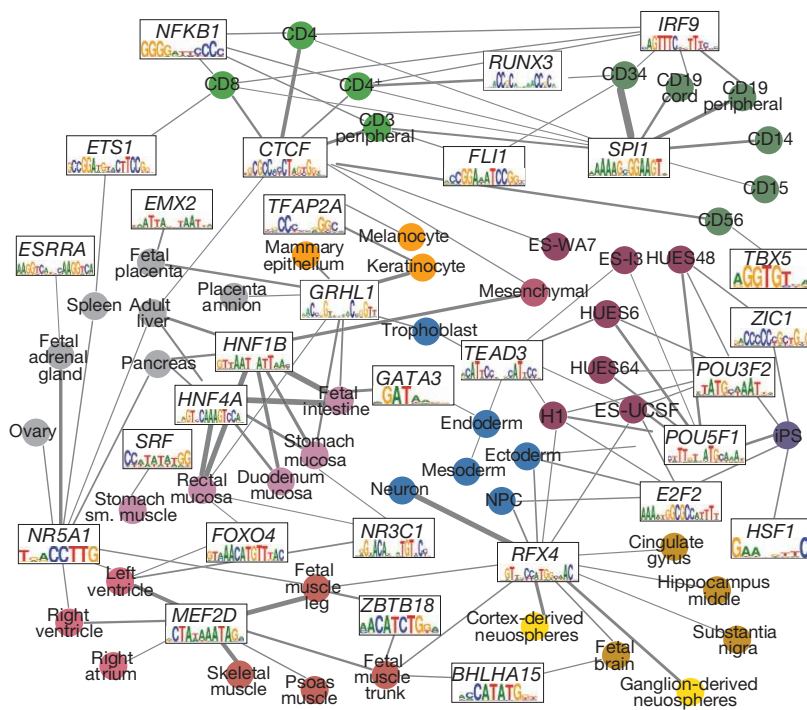 NFKB1
CD4
IRF9
RUNX3
CD34
CD19
cord
CD19
peripheral
CD8
CD4+
CD3
peripheral
ETS1
CTCF
FLI1
SPI1
CD14
CD15
EMX2
TFAP2A
CD56
ESRRA
Fetal
placenta
Mammary
epithelium
Melanocyte
Keratinocyte
ES-WA7
ES-I3
HUES48
TBX5
Spleen
Adult
liver
Placenta
amnion
GRHL1
Mesenchymal
Trophoblast
HUES6
ZIC1
Fetal
adrenal
gland
Pancreas
HNF1B
TEAD3
HUES64
POU3F2
HNF4A
Fetal
intestine
GATA3
Endoderm
H1
ES-UCSF
Ovary
SRF
Stomach
mucosa
Ectoderm
POU5F1
iPS
Stomach
sm. muscle
Rectal
mucosa
Duodenum
mucosa
Mesoderm
Neuron
NPC
E2F2
NR5A1
FOXO4
NR3C1
RFX4
Cingulate
gyrus
HSF1
Left
ventricle
Fetal
muscle
leg
Hippocampus
middle
Right
ventricle
MEF2D
ZBTB18
Cortex-derived
neuospheres
Substantia
nigra
Right
atrium
Skeletal
muscle
Psoas
muscle
Fetal
muscle
trunk
BHLHA15
Fetal
brain
Ganglion-derived
neuospheres